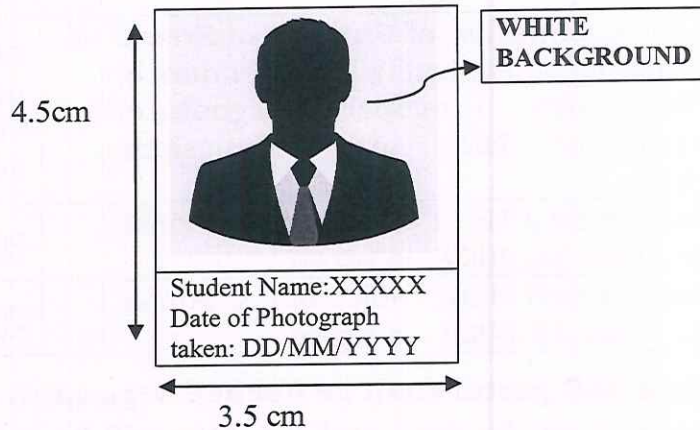 WHITE
BACKGROUND
4.5cm
Student Name:XXXXX
Date of Photograph
taken: DD/MM/YYYY
3.5 cm